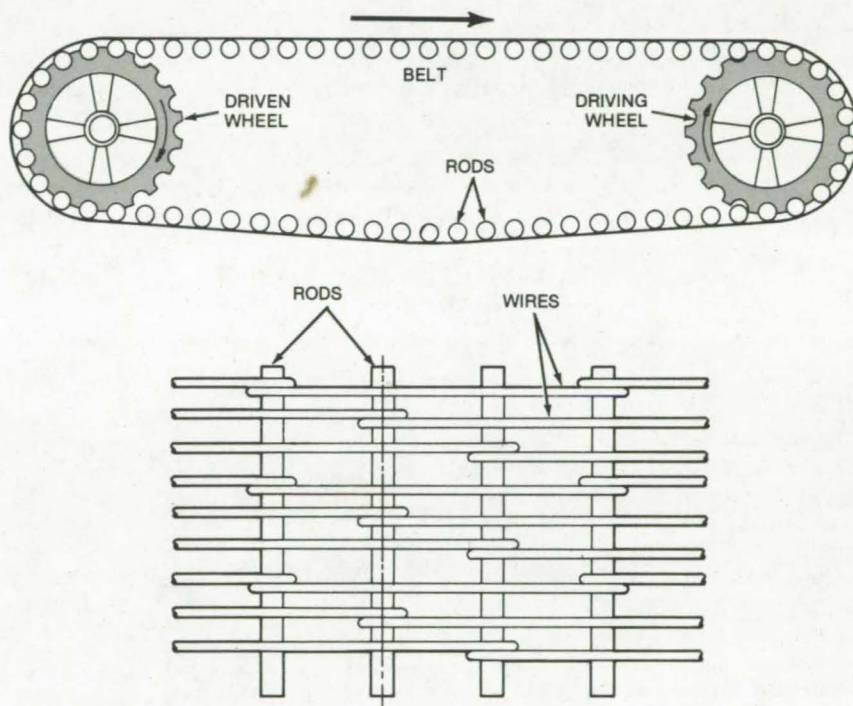 BELT
DRIVEN
WHEEL
DRIVING
WHEEL
RODS
RODS
WIRES